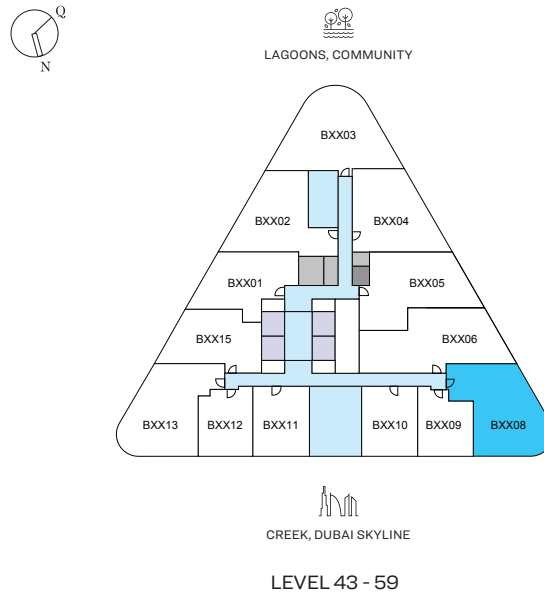 Q
N
LAGOONS, COMMUNITY
BXX03
BXX02 BXX04
BXX01 BXX05
BXX15 BXX06
BXX13 BXX12 BXX11 BXX10 BXX09 BXX08
CREEK, DUBAI SKYLINE
LEVEL 43 - 59